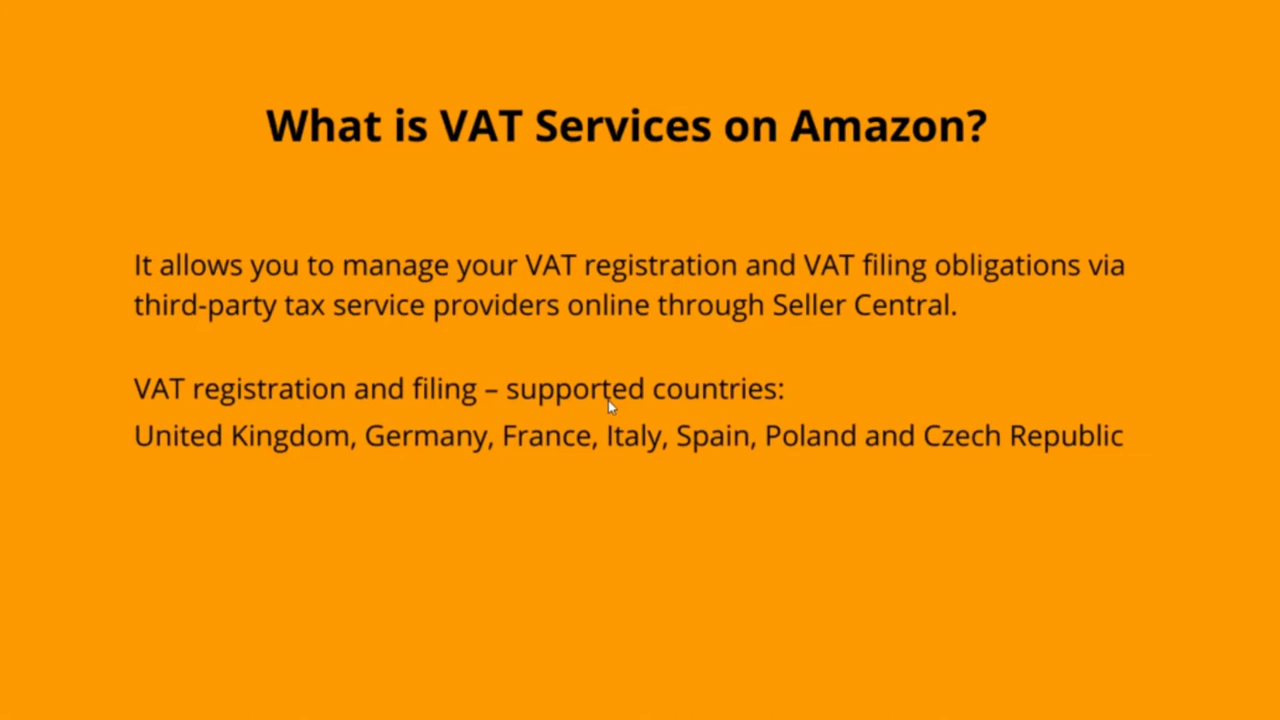 What is VAT Services on Amazon?
It allows you to manage your VAT registration and VAT filing obligations via
third-party tax service providers online through Seller Central.
VAT registration and filing – supported countries:
United Kingdom, Germany, France, Italy, Spain, Poland and Czech Republic